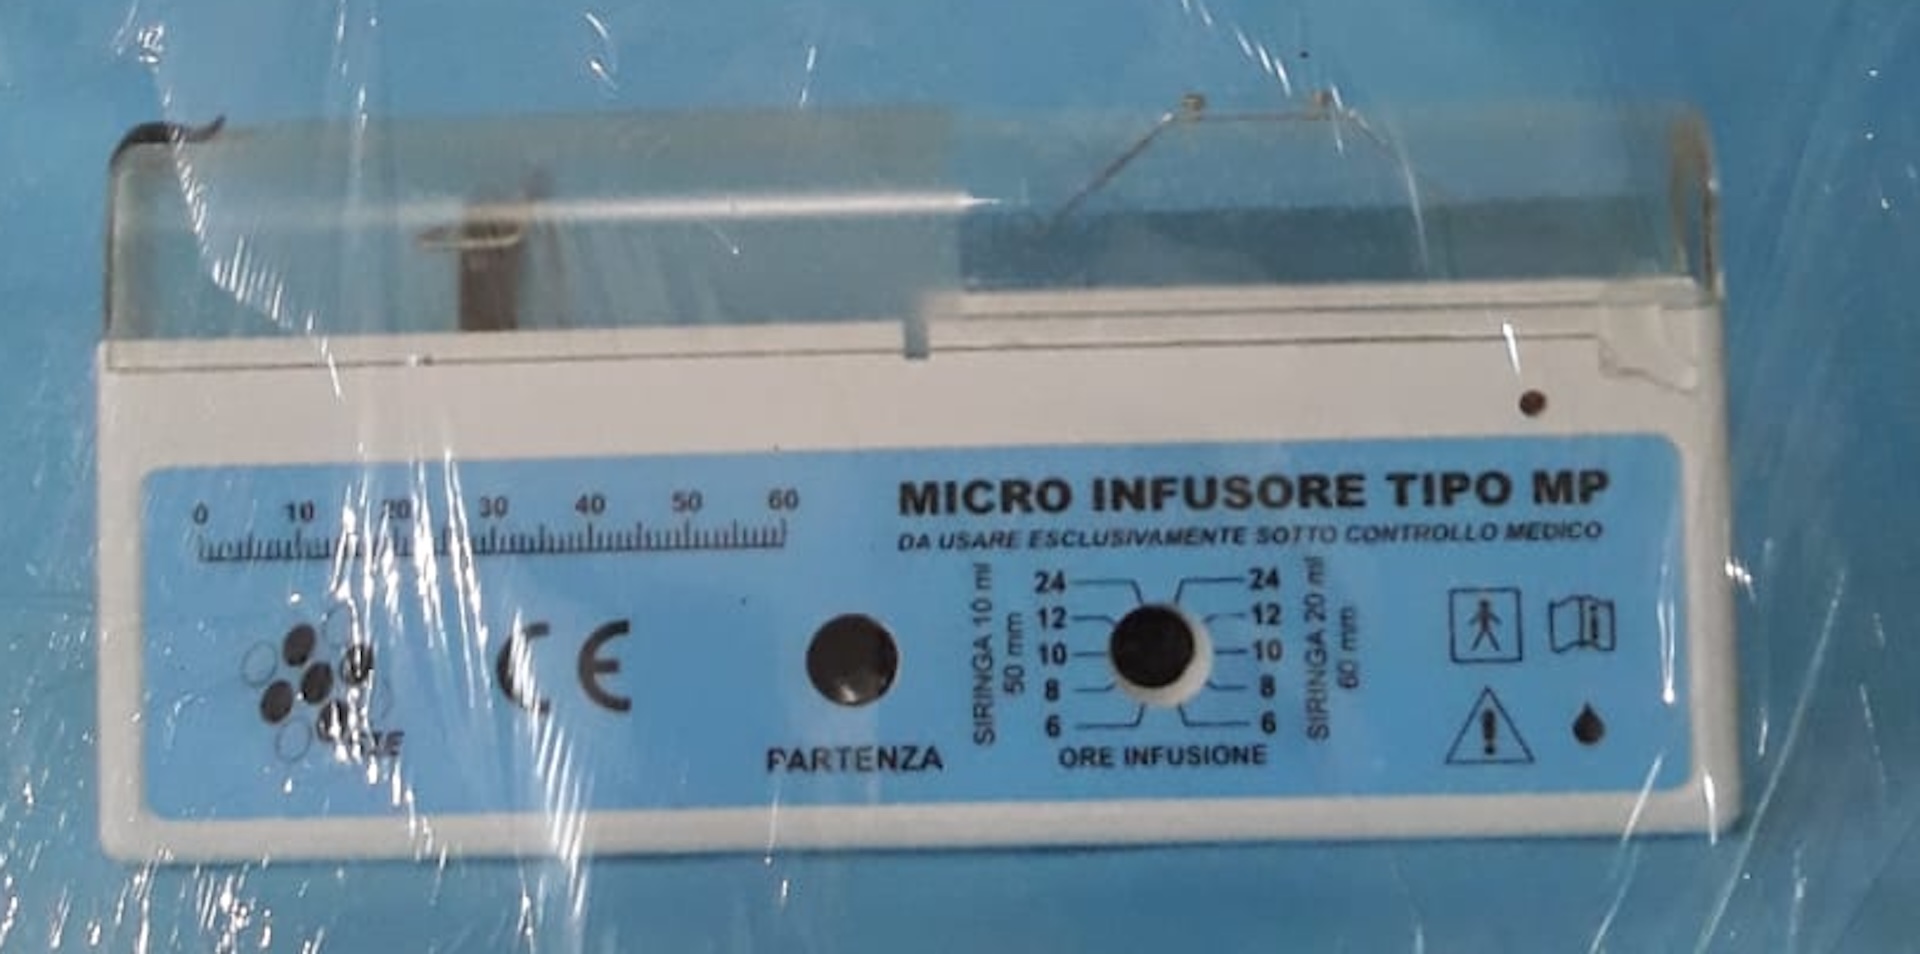 0 10 20 30 40 50 60
MICRO INFUSORE TIPO MP
DA USARE ESCLUSIVAMENTE SOTTO CONTROLLO MEDICO
CE
PARTENZA
SIRINGA 10 ml
50 mm
24 24
12 12
10 10
8 8
6 6
ORE INFUSIONE
SIRINGA 20 ml
60 mm